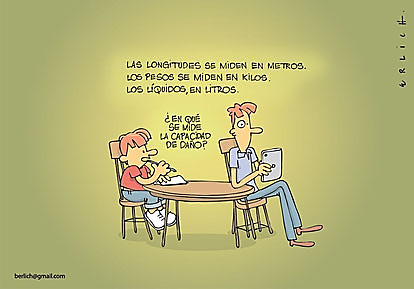 ERLICH.
LAS LONGITUDES SE MIDEN EN METROS.
LOS PESOS SE MIDEN EN KILOS.
LOS LÍQUIDOS, EN LITROS.
¿EN QUÉ
SE MIDE
LA CAPACIDAD
DE DAÑO?
berlich@gmail.com